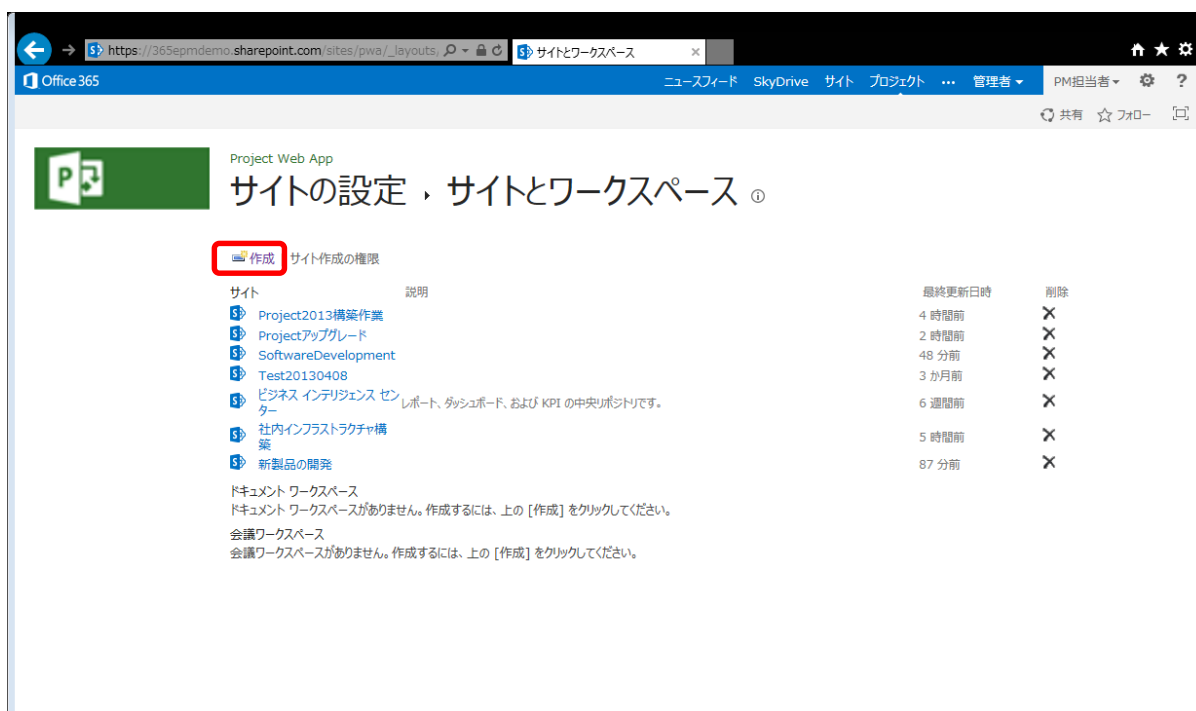 https://365epmdemo.sharepoint.com/sites/pwa/_layouts, サイトとワークスペース
Office 365 ニュースフィード SkyDrive サイト プロジェクト ... 管理者 PM担当者 ?
共有 フォロー
P
Project Web App
サイトの設定 サイトとワークスペース
作成 サイト作成の権限
サイト 説明 最終更新日時 削除
Project2013構築作業 4 時間前
Projectアップグレード 2 時間前
SoftwareDevelopment 48 分前
Test20130408 3 か月前
ビジネス インテリジェンス セン
ター レポート、ダッシュボード、および KPI の中央リポジトリです。 6 週間前
社内インフラストラクチャ構
築 5 時間前
新製品の開発 87 分前
ドキュメント ワークスペース
ドキュメント ワークスペースがありません。作成するには、上の [作成] をクリックしてください。
会議ワークスペース
会議ワークスペースがありません。作成するには、上の [作成] をクリックしてください。